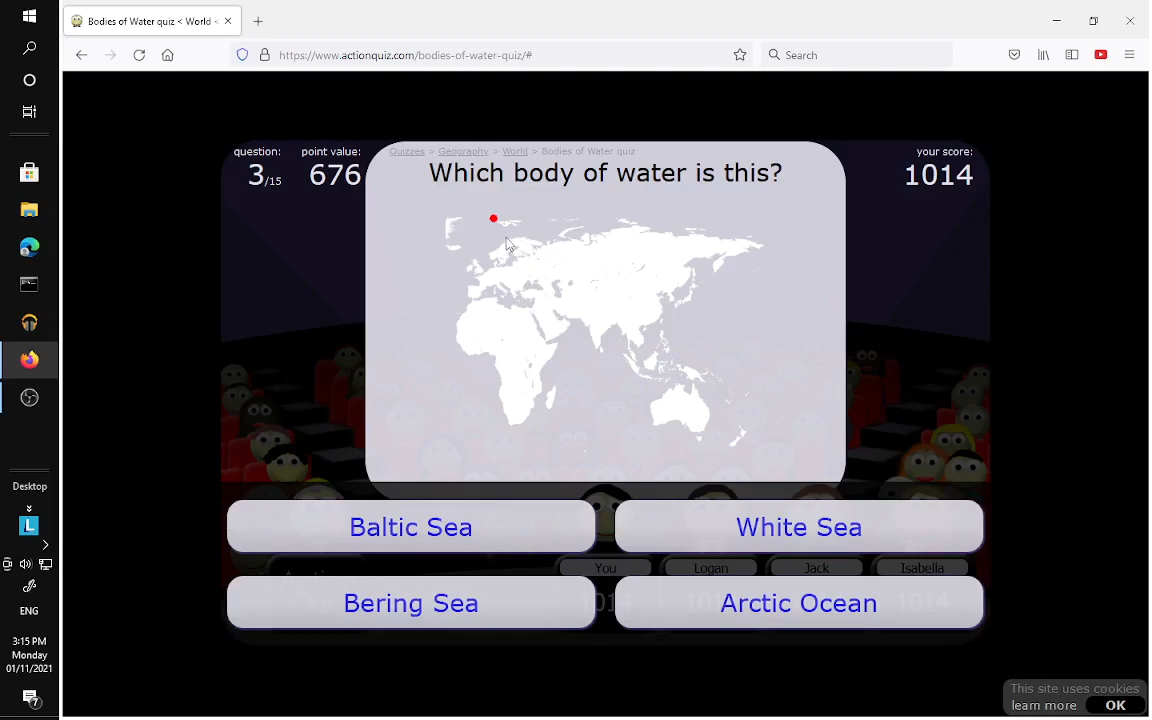 Bodies of Water quiz < World <
https://www.actionquiz.com/bodies-of-water-quiz/#
Search
question:
3/15
point value:
676
Quizzes > Geography > World > Bodies of Water quiz
Which body of water is this?
your score:
1014
Baltic Sea
White Sea
You
Logan
Jack
Isabella
Bering Sea
Arctic Ocean
1014
1014
Desktop
L
ENG
3:15 PM
Monday
01/11/2021
7
This site uses cookies
learn more
OK